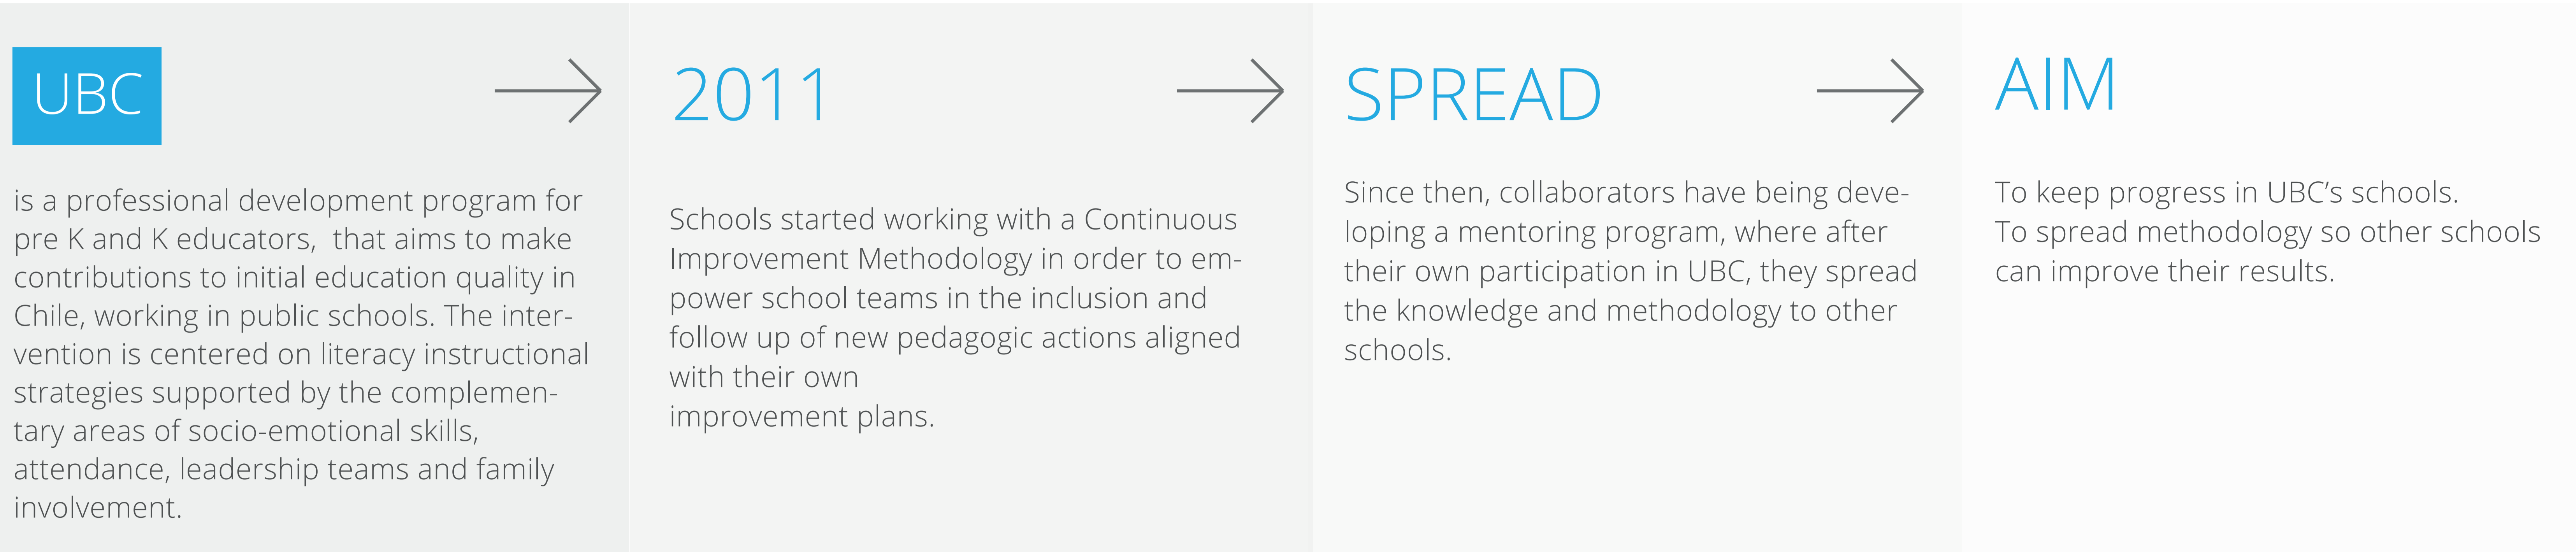 UBC
is a professional development program for
pre K and K educators,  that aims to make
contributions to initial education quality in
Chile, working in public schools. The inter-
vention is centered on literacy instructional
strategies supported by the complemen-
tary areas of socio-emotional skills,
attendance, leadership teams and family
involvement.
2011
Schools started working with a Continuous
Improvement Methodology in order to em-
power school teams in the inclusion and
follow up of new pedagogic actions aligned
with their own
improvement plans.
SPREAD
Since then, collaborators have being deve-
loping a mentoring program, where after
their own participation in UBC, they spread
the knowledge and methodology to other
schools.
AIM
To keep progress in UBC’s schools.
To spread methodology so other schools
can improve their results.